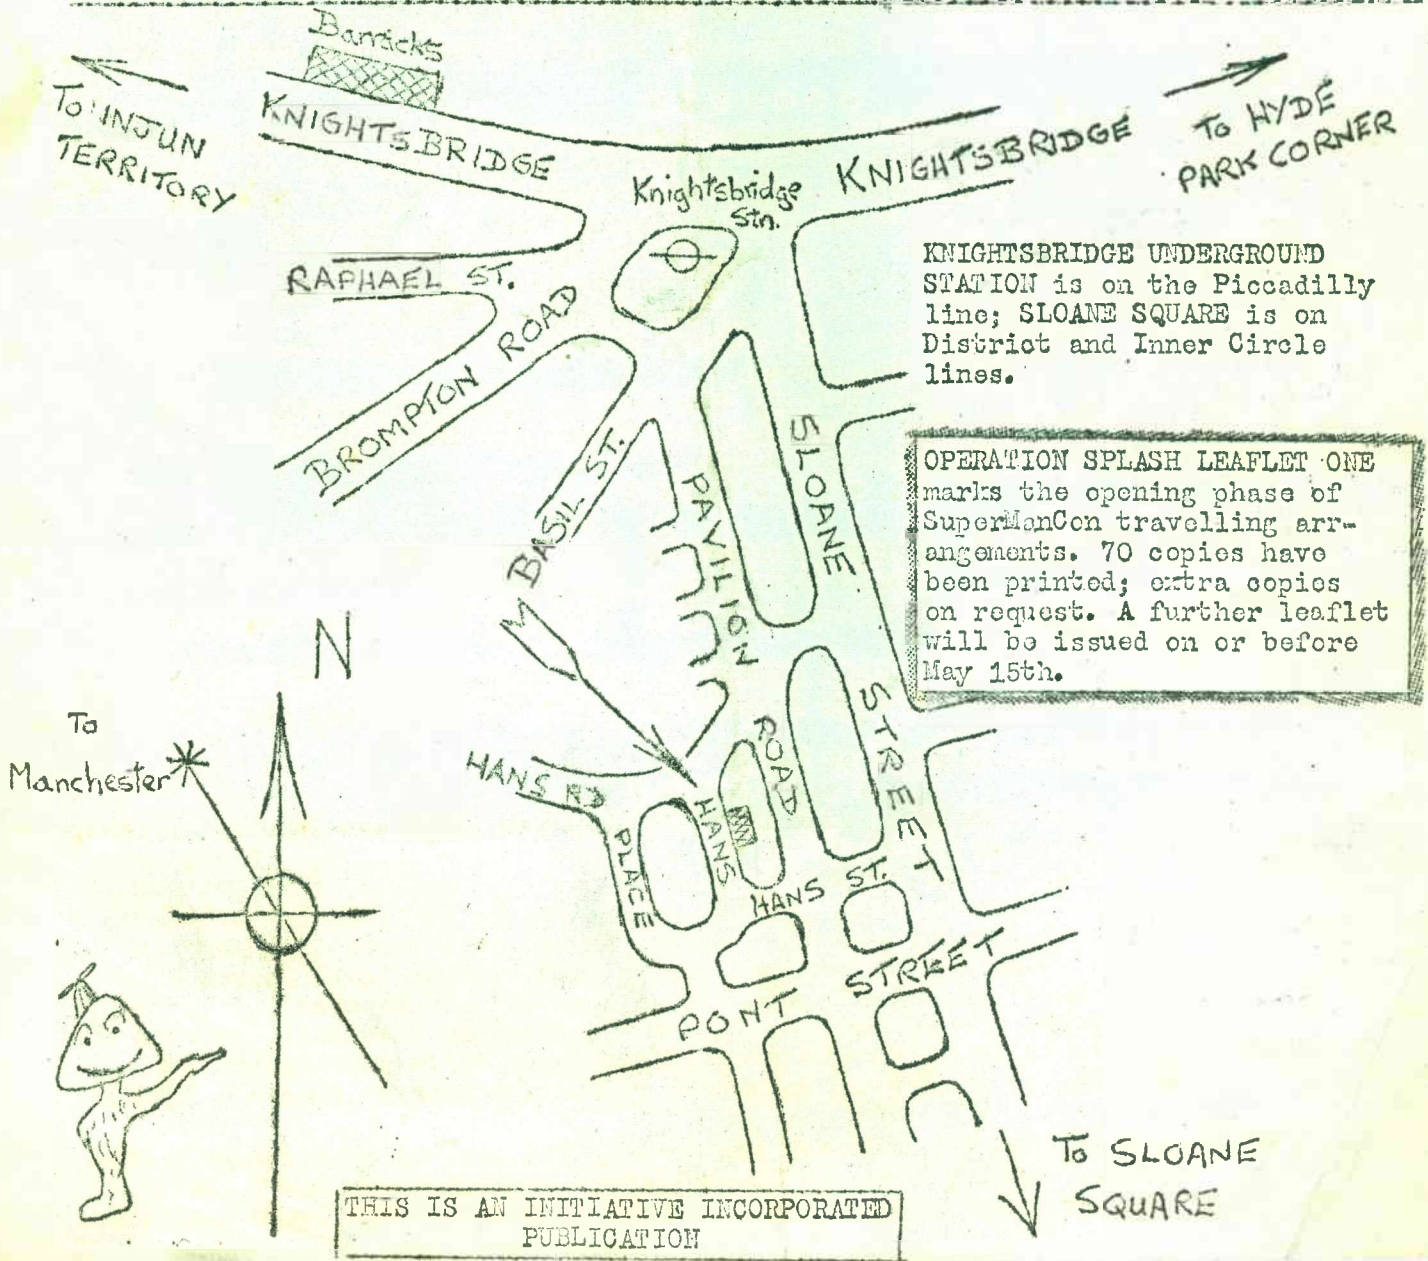 Barricks
To INJUN
TERRITORY
KNIGHTSBRIDGE
KNIGHTSBRIDGE
To HYDE
PARK CORNER
Knightsbridge
Stn.
RAPHAEL ST.
BROMPTON ROAD
KNIGHTSBRIDGE UNDERGROUND
STATION is on the Piccadilly
line; SLOANE SQUARE is on
District and Inner Circle
lines.
BASIL ST.
PAVILION
ROAD
SLOANE
STREET
OPERATION SPLASH LEAFLET ONE
marks the opening phase of
SuperManCon travelling arr-
angements. 70 copies have
been printed; extra copies
on request. A further leaflet
will be issued on or before
May 15th.
N
To
Manchester
HANS RD
PLACE
HANS
HANS ST.
PONT STREET
To SLOANE
SQUARE
THIS IS AN INITIATIVE INCORPORATED
PUBLICATION